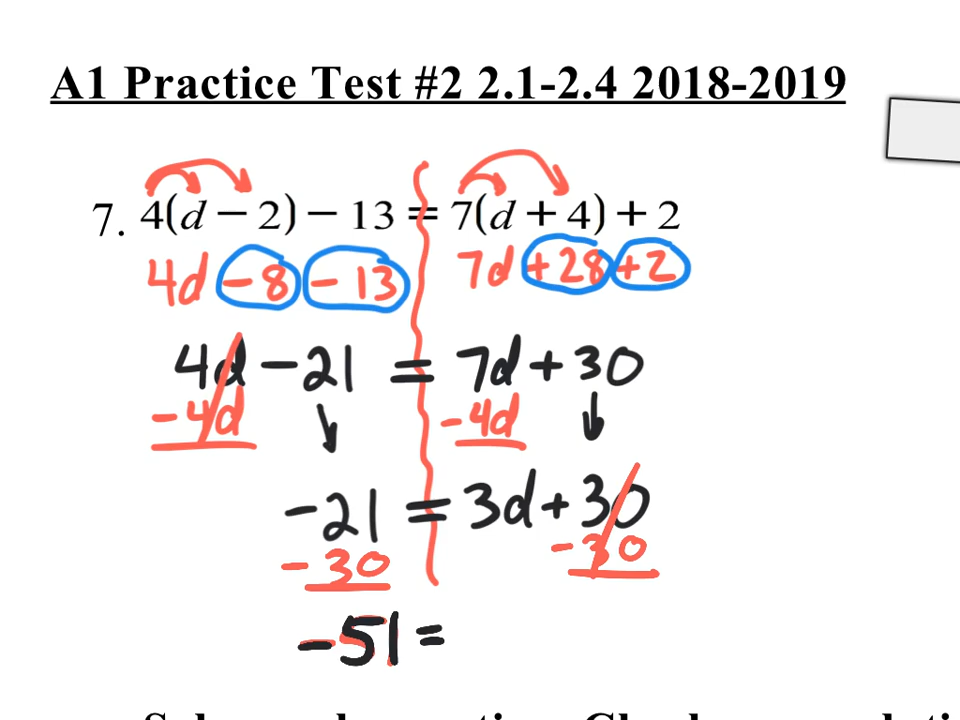 A1 Practice Test #2 2.1-2.4 2018-2019
7. 4(d − 2) − 13 = 7(d + 4) + 2
4d − 8 − 13 7d + 28 + 2
4d − 21 = 7d + 30
− 4d − 4d
− 21 = 3d + 30
− 30 − 30
− 51 =